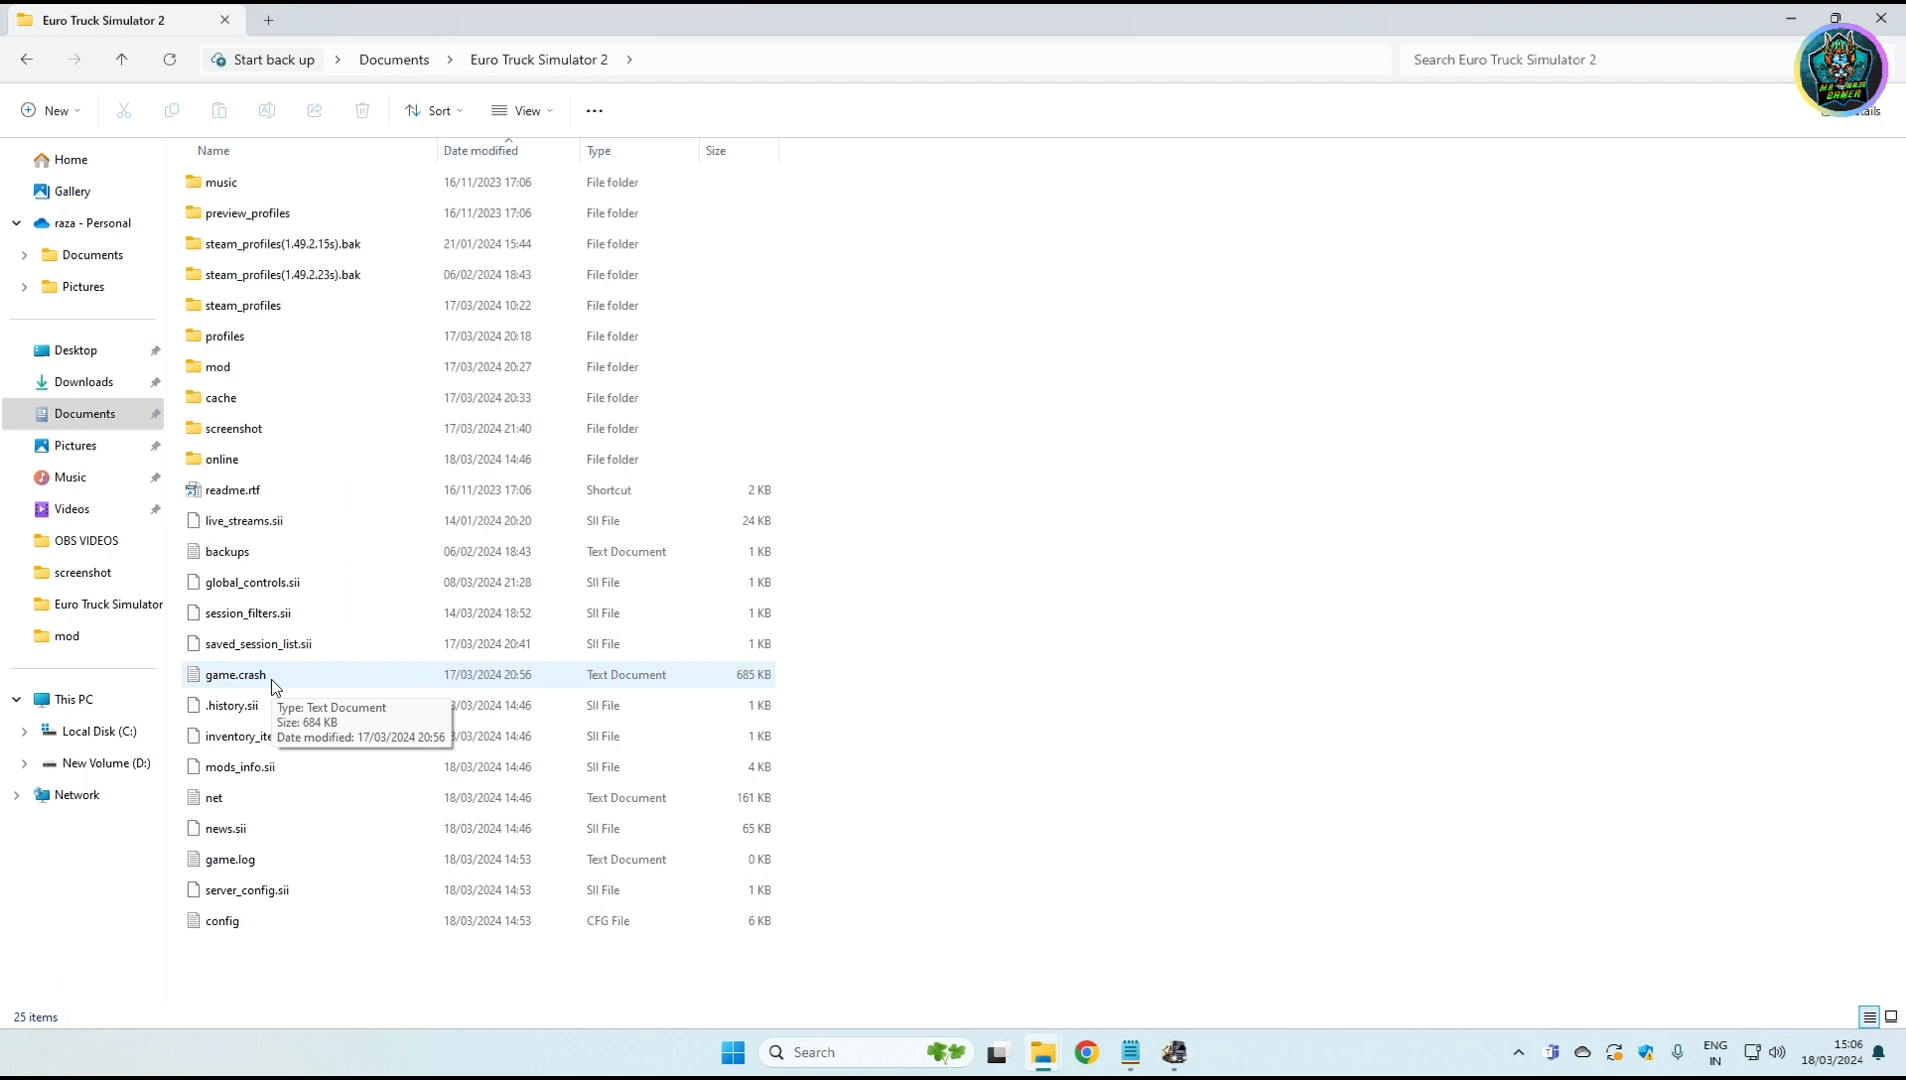 Euro Truck Simulator 2
Start back up > Documents > Euro Truck Simulator 2 >
Search Euro Truck Simulator 2
New
Sort
View
Name Date modified Type Size
Home
Gallery
raza - Personal
Documents
Pictures
Desktop
Downloads
Documents
Pictures
Music
Videos
OBS VIDEOS
screenshot
Euro Truck Simulator
mod
This PC
Local Disk (C:)
New Volume (D:)
Network
music 16/11/2023 17:06 File folder
preview_profiles 16/11/2023 17:06 File folder
steam_profiles(1.49.2.15s).bak 21/01/2024 15:44 File folder
steam_profiles(1.49.2.23s).bak 06/02/2024 18:43 File folder
steam_profiles 17/03/2024 10:22 File folder
profiles 17/03/2024 20:18 File folder
mod 17/03/2024 20:27 File folder
cache 17/03/2024 20:33 File folder
screenshot 17/03/2024 21:40 File folder
online 18/03/2024 14:46 File folder
readme.rtf 16/11/2023 17:06 Shortcut 2 KB
live_streams.sii 14/01/2024 20:20 SII File 24 KB
backups 06/02/2024 18:43 Text Document 1 KB
global_controls.sii 08/03/2024 21:28 SII File 1 KB
session_filters.sii 14/03/2024 18:52 SII File 1 KB
saved_session_list.sii 17/03/2024 20:41 SII File 1 KB
game.crash 17/03/2024 20:56 Text Document 685 KB
.history.sii 8/03/2024 14:46 SII File 1 KB
inventory_ite 8/03/2024 14:46 SII File 1 KB
Type: Text Document
Size: 684 KB
Date modified: 17/03/2024 20:56
mods_info.sii 18/03/2024 14:46 SII File 4 KB
net 18/03/2024 14:46 Text Document 161 KB
news.sii 18/03/2024 14:46 SII File 65 KB
game.log 18/03/2024 14:53 Text Document 0 KB
server_config.sii 18/03/2024 14:53 SII File 1 KB
config 18/03/2024 14:53 CFG File 6 KB
25 items
Search
ENG
IN
15:06
18/03/2024